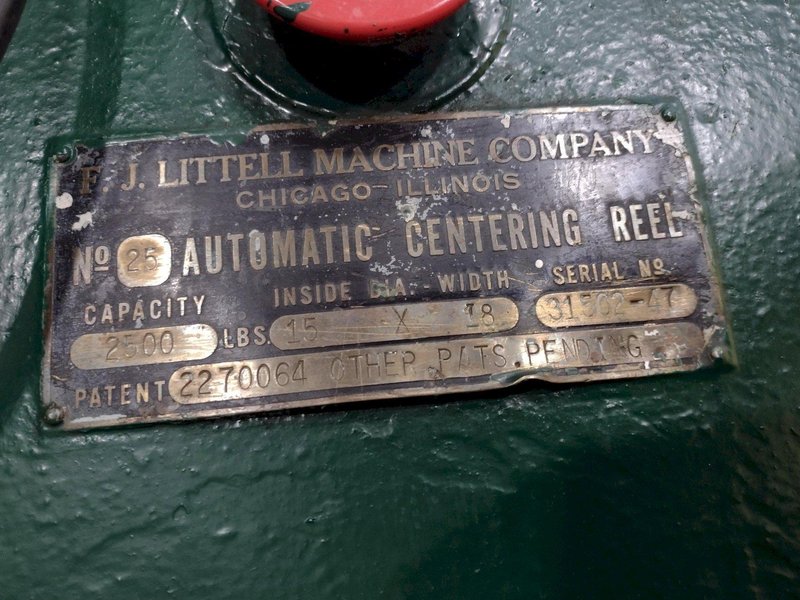 F. J. LITTELL MACHINE COMPANY
CHICAGO-ILLINOIS
Nº 25 AUTOMATIC CENTERING REEL
CAPACITY INSIDE DIA.-WIDTH SERIAL Nº
2500 LBS. 15 X 18 31502-47
PATENT 2270064 OTHER PATS. PENDING